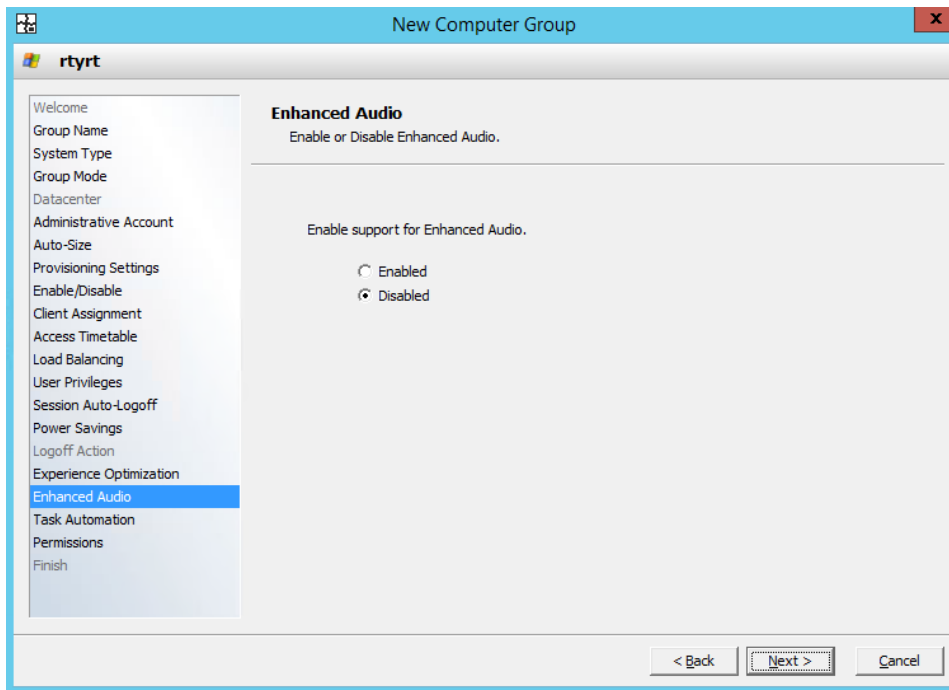 New Computer Group
x
rtyrt
Welcome
Group Name
System Type
Group Mode
Datacenter
Administrative Account
Auto-Size
Provisioning Settings
Enable/Disable
Client Assignment
Access Timetable
Load Balancing
User Privileges
Session Auto-Logoff
Power Savings
Logoff Action
Experience Optimization
Enhanced Audio
Task Automation
Permissions
Finish
Enhanced Audio
Enable or Disable Enhanced Audio.
Enable support for Enhanced Audio.
Enabled
Disabled
< Back
Next >
Cancel